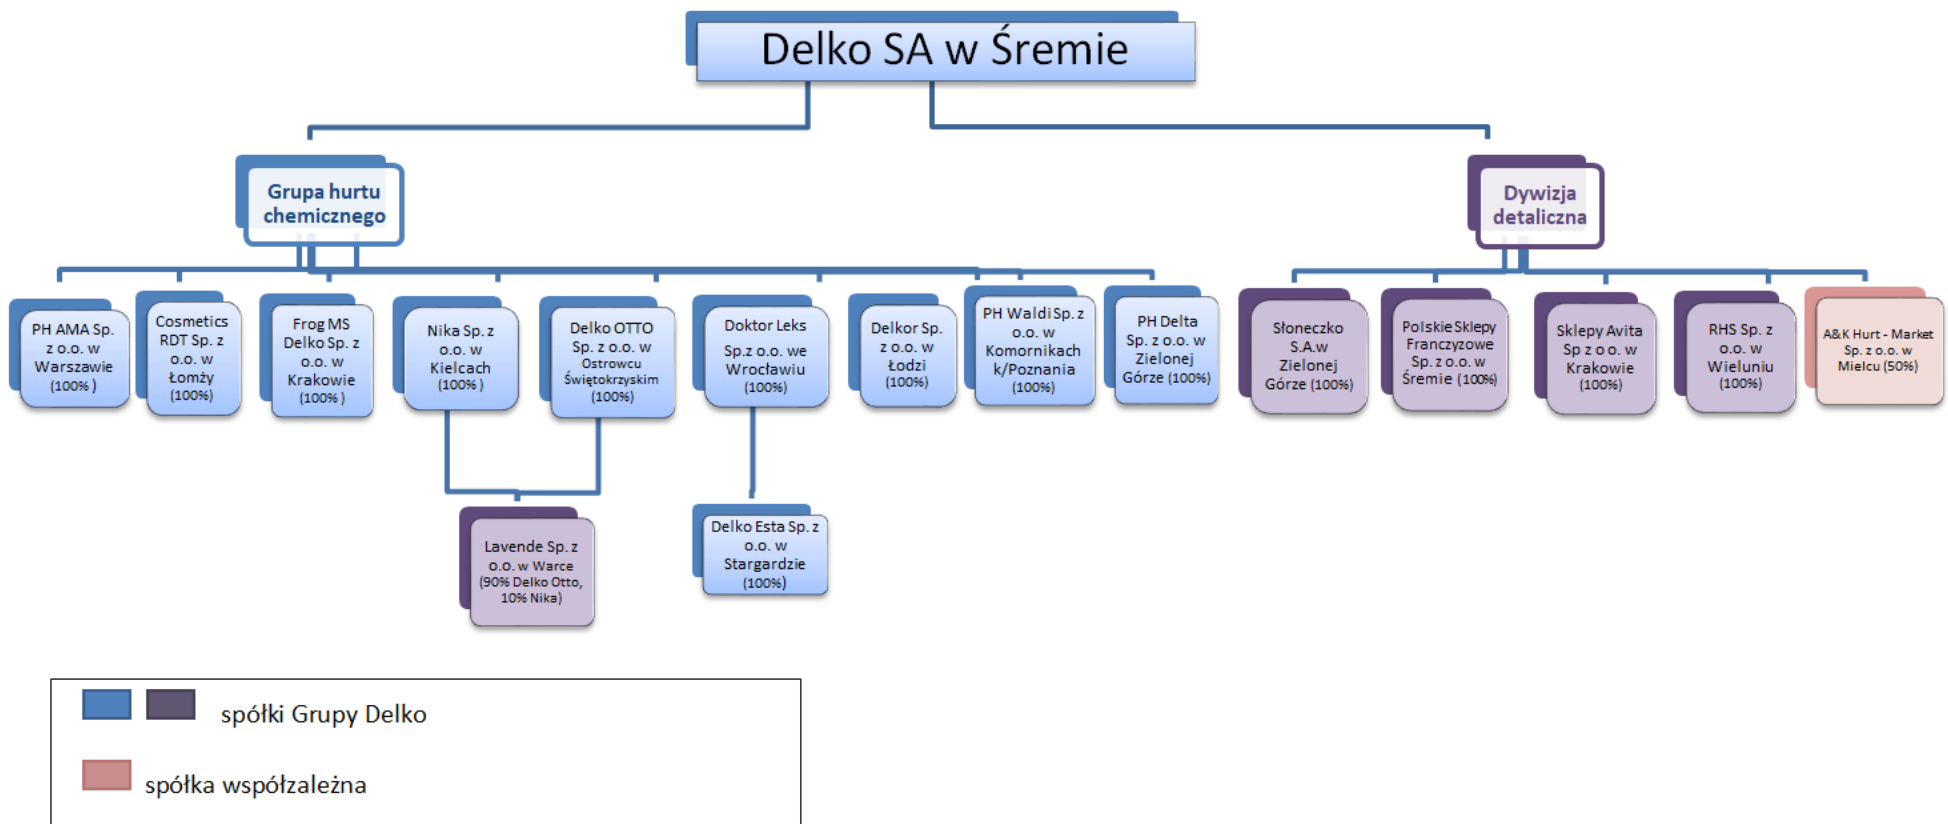 Delko SA w Śremie
Grupa hurtu
chemicznego
Dywizja
detaliczna
PH AMA Sp.
z o.o. w
Warszawie
(100% )
Cosmetics
RDT Sp. z
o.o. w
Łomży
(100%)
Frog MS
Delko Sp. z
o.o. w
Krakowie
(100% )
Nika Sp. z
o.o. w
Kielcach
(100% )
Delko OTTO
Sp. z o.o. w
Ostrowcu
Świętokrzyskim
(100%)
Doktor Leks
Sp.z o.o. we
Wrocławiu
(100%)
Delkor Sp.
z o.o. w
Łodzi
(100%)
PH Waldi Sp. z
o.o. w
Komornikach
k/Poznania
(100%)
PH Delta
Sp. z o.o. w
Zielonej
Górze (100%)
Słoneczko
S.A.w
Zielonej
Górze (100%)
Polskie Sklepy
Franczyzowe
Sp. z o.o. w
Śremie (100%)
Sklepy Avita
Sp z o o. w
Krakowie
(100%)
RHS Sp. z
o.o. w
Wieluniu
(100%)
A&K Hurt - Market
Sp. z o.o. w
Mielcu (50%)
Lavende Sp. z
o.o. w Warce
(90% Delko Otto,
10% Nika)
Delko Esta Sp. z
o.o. w
Stargardzie
(100%)
spółki Grupy Delko
spółka współzależna